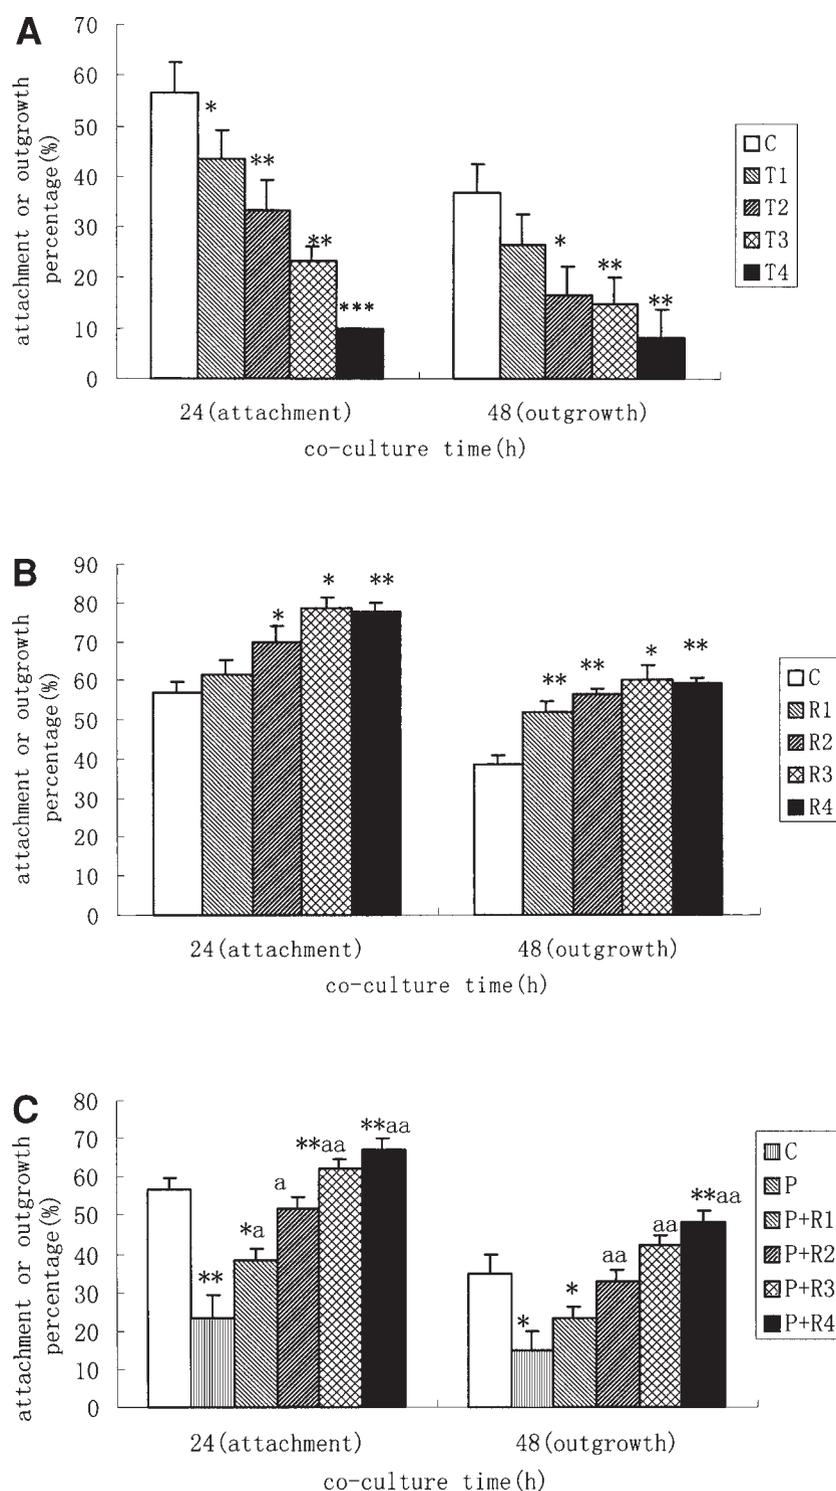 A
attachment or outgrowth
percentage(%)
70
60
50
40
30
20
10
0
*
**
**
***
*
**
**
24(attachment)
48(outgrowth)
co-culture time(h)
C
T1
T2
T3
T4
B
attachment or outgrowth
percentage(%)
90
80
70
60
50
40
30
20
10
0
*
*
**
**
**
*
**
24(attachment)
48(outgrowth)
co-culture time(h)
C
R1
R2
R3
R4
C
attachment or outgrowth
percentage(%)
80
70
60
50
40
30
20
10
0
**
*a
a
**aa
**aa
*
*
aa
aa
**aa
24(attachment)
48(outgrowth)
co-culture time(h)
C
P
P+R1
P+R2
P+R3
P+R4